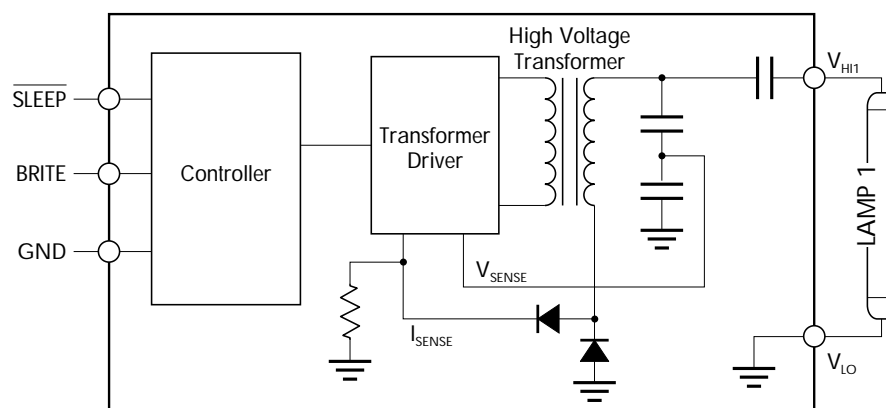 High Voltage
Transformer
SLEEP
BRITE
GND
Controller
Transformer
Driver
V_HI1
LAMP 1
V_SENSE
I_SENSE
V_LO